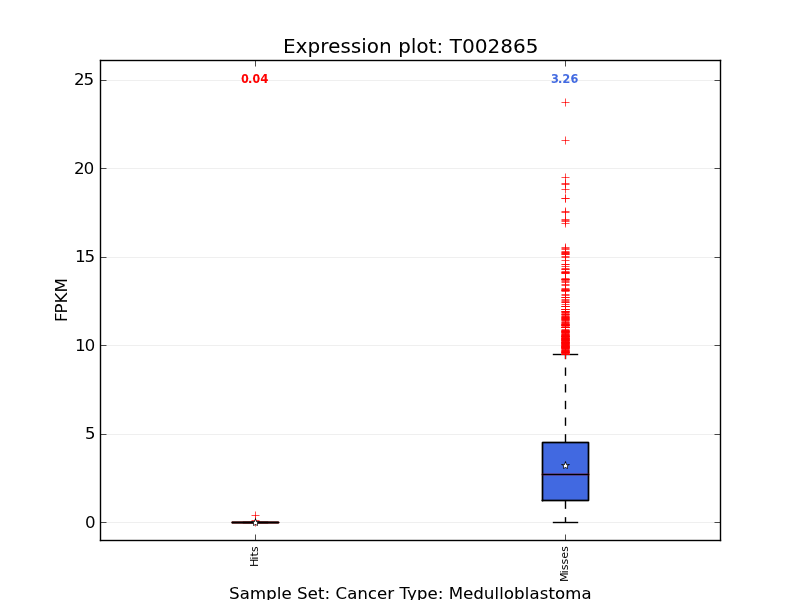 Expression plot: T002865
0.04
3.26
25
20
15
10
5
0
FPKM
Hits
Misses
Sample Set: Cancer Type: Medulloblastoma